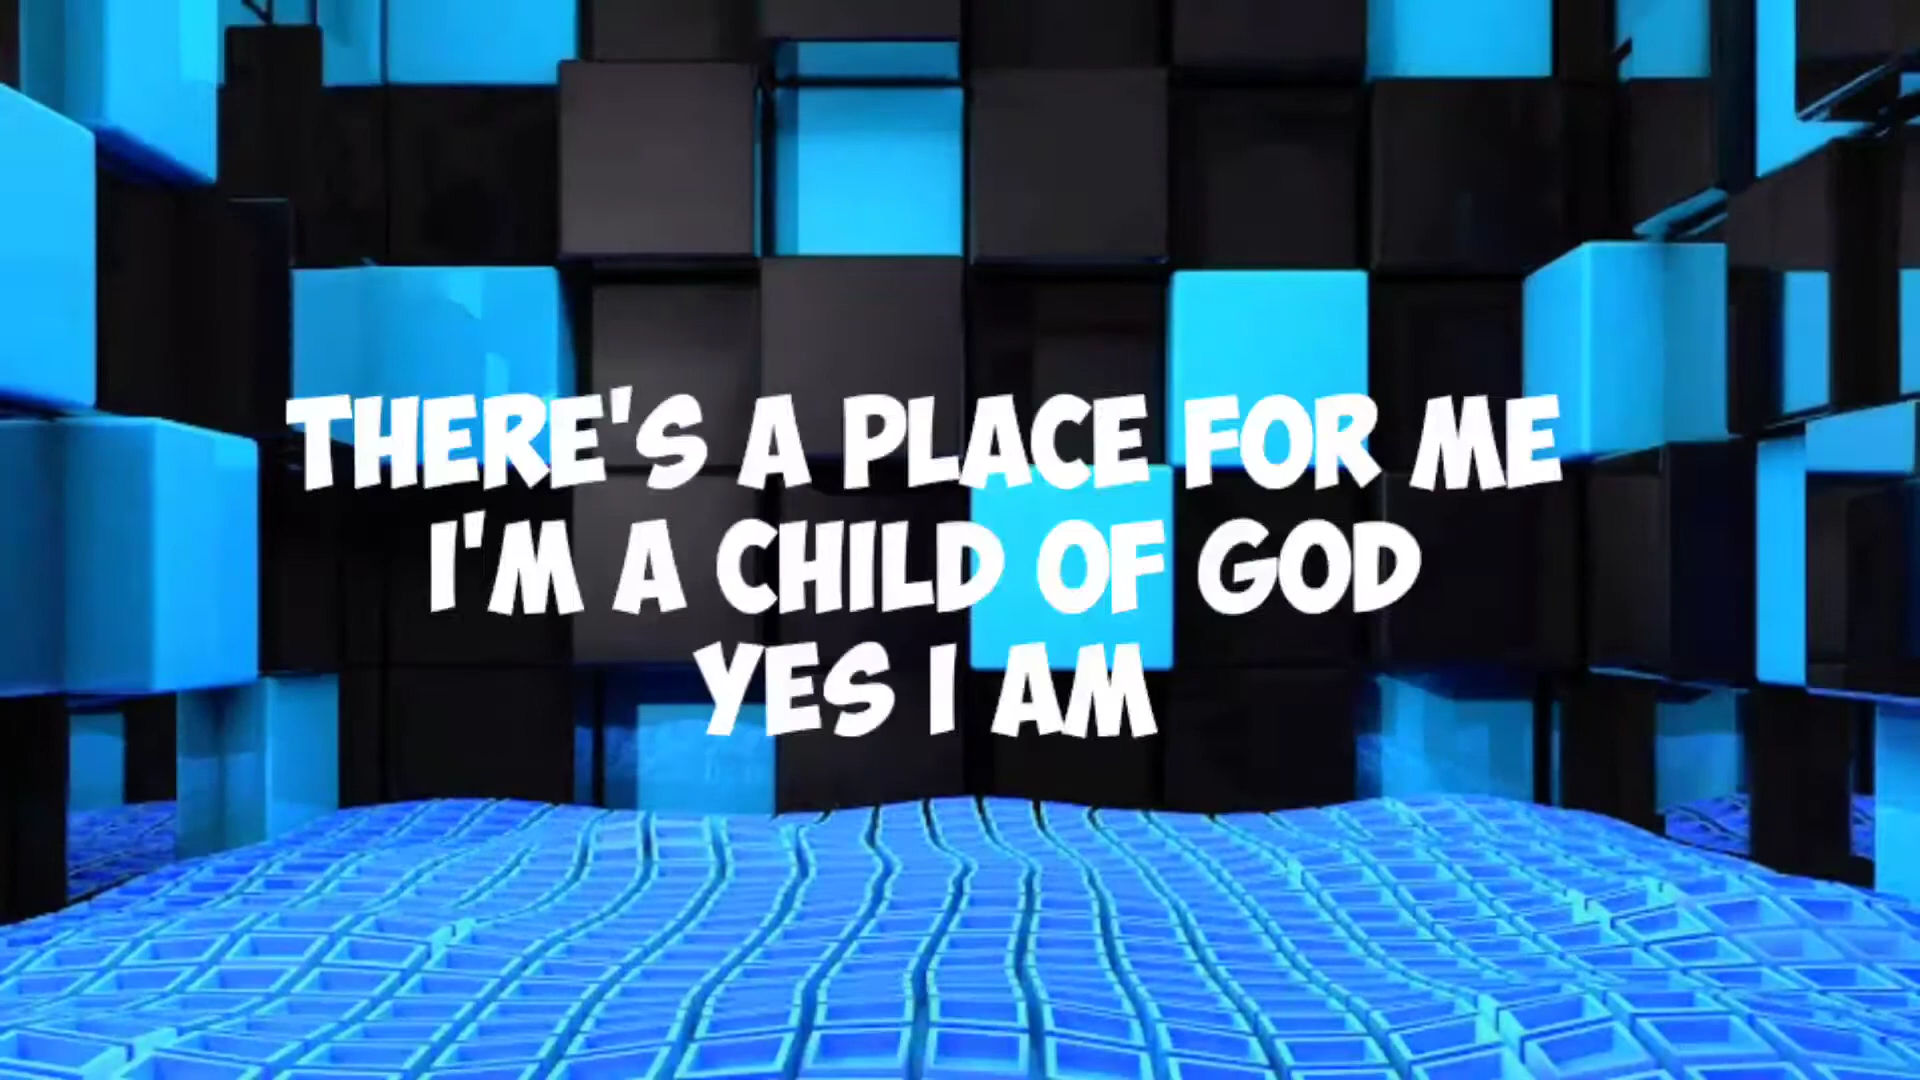 THERE'S A PLACE FOR ME
I'M A CHILD OF GOD
YES I AM